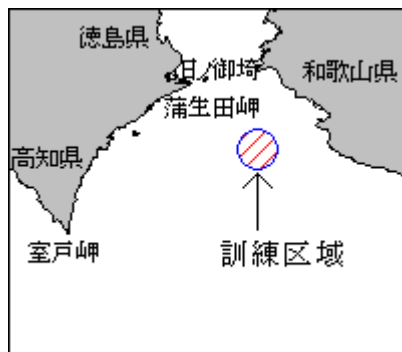 徳島県
日ノ御埼
和歌山県
蒲生田岬
高知県
室戸岬
訓練区域